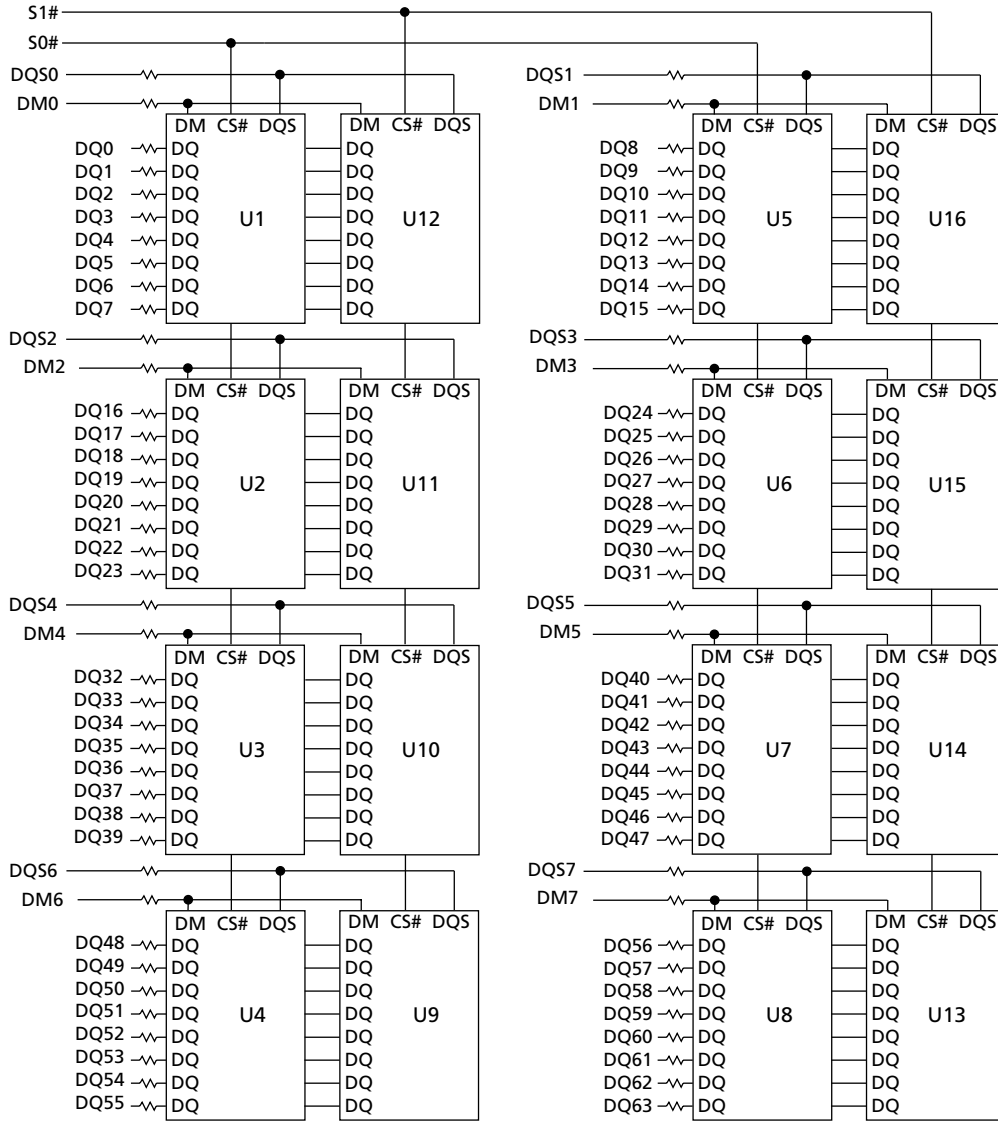 S1#
S0#
DQS0
DM0
DM CS# DQS
DM CS# DQS
DQ0 DQ DQ
DQ1 DQ DQ
DQ2 DQ DQ
DQ3 DQ DQ
DQ4 DQ DQ
DQ5 DQ DQ
DQ6 DQ DQ
DQ7 DQ DQ
U1
U12
DQS1
DM1
DM CS# DQS
DM CS# DQS
DQ8 DQ DQ
DQ9 DQ DQ
DQ10 DQ DQ
DQ11 DQ DQ
DQ12 DQ DQ
DQ13 DQ DQ
DQ14 DQ DQ
DQ15 DQ DQ
U5
U16
DQS2
DM2
DM CS# DQS
DM CS# DQS
DQ16 DQ DQ
DQ17 DQ DQ
DQ18 DQ DQ
DQ19 DQ DQ
DQ20 DQ DQ
DQ21 DQ DQ
DQ22 DQ DQ
DQ23 DQ DQ
U2
U11
DQS3
DM3
DM CS# DQS
DM CS# DQS
DQ24 DQ DQ
DQ25 DQ DQ
DQ26 DQ DQ
DQ27 DQ DQ
DQ28 DQ DQ
DQ29 DQ DQ
DQ30 DQ DQ
DQ31 DQ DQ
U6
U15
DQS4
DM4
DM CS# DQS
DM CS# DQS
DQ32 DQ DQ
DQ33 DQ DQ
DQ34 DQ DQ
DQ35 DQ DQ
DQ36 DQ DQ
DQ37 DQ DQ
DQ38 DQ DQ
DQ39 DQ DQ
U3
U10
DQS5
DM5
DM CS# DQS
DM CS# DQS
DQ40 DQ DQ
DQ41 DQ DQ
DQ42 DQ DQ
DQ43 DQ DQ
DQ44 DQ DQ
DQ45 DQ DQ
DQ46 DQ DQ
DQ47 DQ DQ
U7
U14
DQS6
DM6
DM CS# DQS
DM CS# DQS
DQ48 DQ DQ
DQ49 DQ DQ
DQ50 DQ DQ
DQ51 DQ DQ
DQ52 DQ DQ
DQ53 DQ DQ
DQ54 DQ DQ
DQ55 DQ DQ
U4
U9
DQS7
DM7
DM CS# DQS
DM CS# DQS
DQ56 DQ DQ
DQ57 DQ DQ
DQ58 DQ DQ
DQ59 DQ DQ
DQ60 DQ DQ
DQ61 DQ DQ
DQ62 DQ DQ
DQ63 DQ DQ
U8
U13